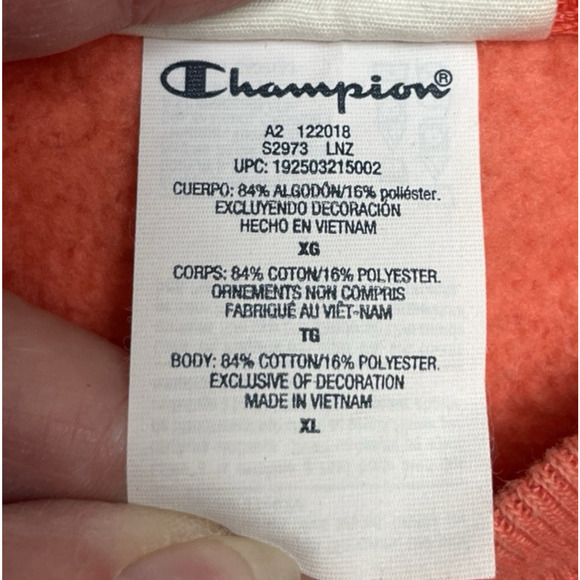 Champion®
A2 122018
S2973 LNZ
UPC: 192503215002
CUERPO: 84% ALGODÓN/16% poliéster.
EXCLUYENDO DECORACIÓN
HECHO EN VIETNAM
XG
CORPS: 84% COTON/16% POLYESTER.
ORNEMENTS NON COMPRIS
FABRIQUÉ AU VIÊT-NAM
TG
BODY: 84% COTTON/16% POLYESTER.
EXCLUSIVE OF DECORATION
MADE IN VIETNAM
XL